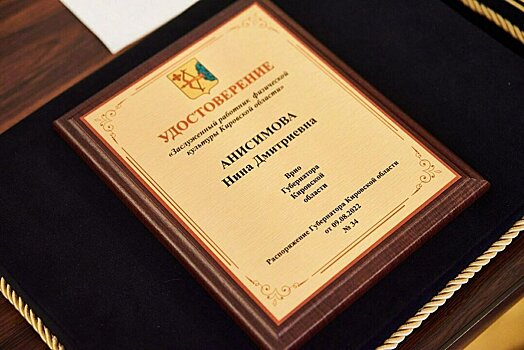 УДОСТОВЕРЕНИЕ
«Заслуженный работник физической
культуры Кировской области»
АНИСИМОВА
Нина Дмитриевна
Врио
Губернатора
Кировской
области
Распоряжение Губернатора Кировской области
от 09.08.2022
№ 34